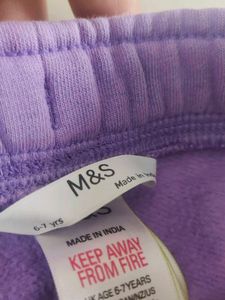 M&S
Made in
6-7 yrs
MADE IN INDIA
KEEP AWAY
FROM FIRE
UK AGE 6-7YEARS